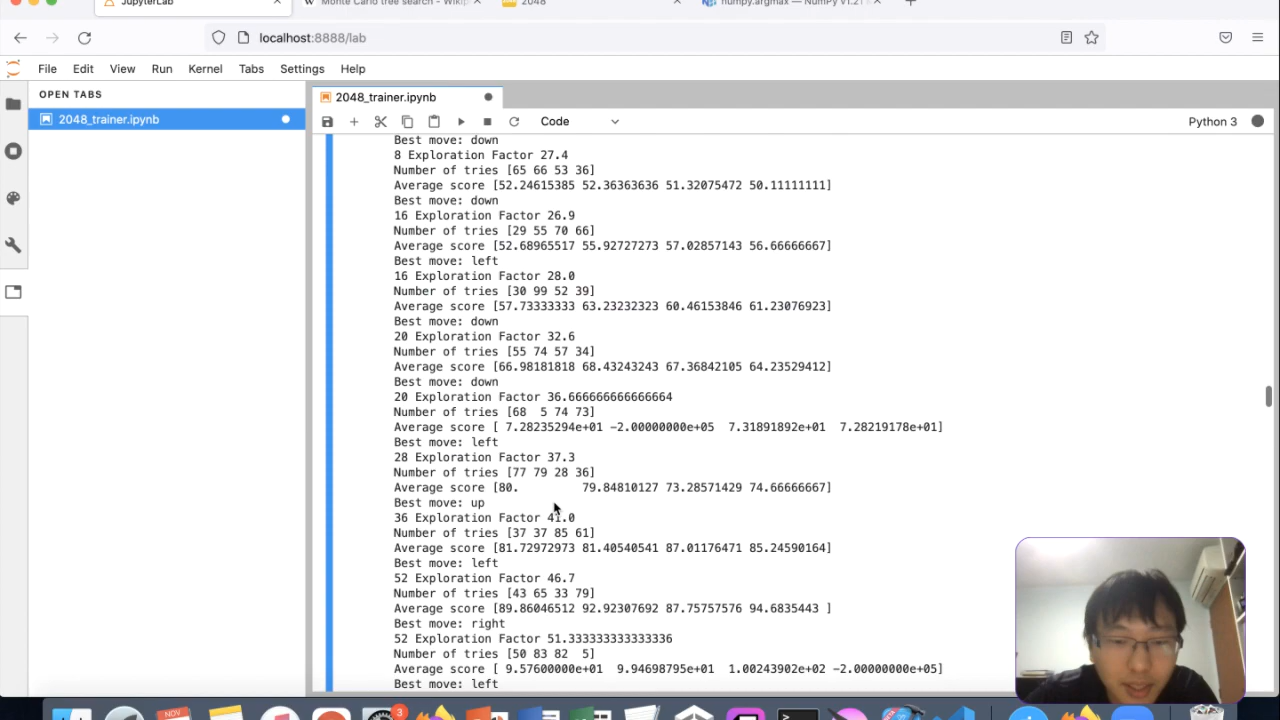 JupyterLab
Monte Carlo tree search - Wikip
2048
numpy.argmax — NumPy v1.21
localhost:8888/lab
File Edit View Run Kernel Tabs Settings Help
OPEN TABS
2048_trainer.ipynb
2048_trainer.ipynb
Code
Python 3
Best move: down
8 Exploration Factor 27.4
Number of tries [65 66 53 36]
Average score [52.24615385 52.36363636 51.32075472 50.11111111]
Best move: down
16 Exploration Factor 26.9
Number of tries [29 55 70 66]
Average score [52.68965517 55.92727273 57.02857143 56.66666667]
Best move: left
16 Exploration Factor 28.0
Number of tries [30 99 52 39]
Average score [57.73333333 63.23232323 60.46153846 61.23076923]
Best move: down
20 Exploration Factor 32.6
Number of tries [55 74 57 34]
Average score [66.98181818 68.43243243 67.36842105 64.23529412]
Best move: down
20 Exploration Factor 36.666666666666664
Number of tries [68 5 74 73]
Average score [ 7.28235294e+01 -2.00000000e+05 7.31891892e+01 7.28219178e+01]
Best move: left
28 Exploration Factor 37.3
Number of tries [77 79 28 36]
Average score [80. 79.84810127 73.28571429 74.66666667]
Best move: up
36 Exploration Factor 41.0
Number of tries [37 37 85 61]
Average score [81.72972973 81.40540541 87.01176471 85.24590164]
Best move: left
52 Exploration Factor 46.7
Number of tries [43 65 33 79]
Average score [89.86046512 92.92307692 87.75757576 94.6835443 ]
Best move: right
52 Exploration Factor 51.333333333333336
Number of tries [50 83 82 5]
Average score [ 9.57600000e+01 9.94698795e+01 1.00243902e+02 -2.00000000e+05]
Best move: left
NOV
3